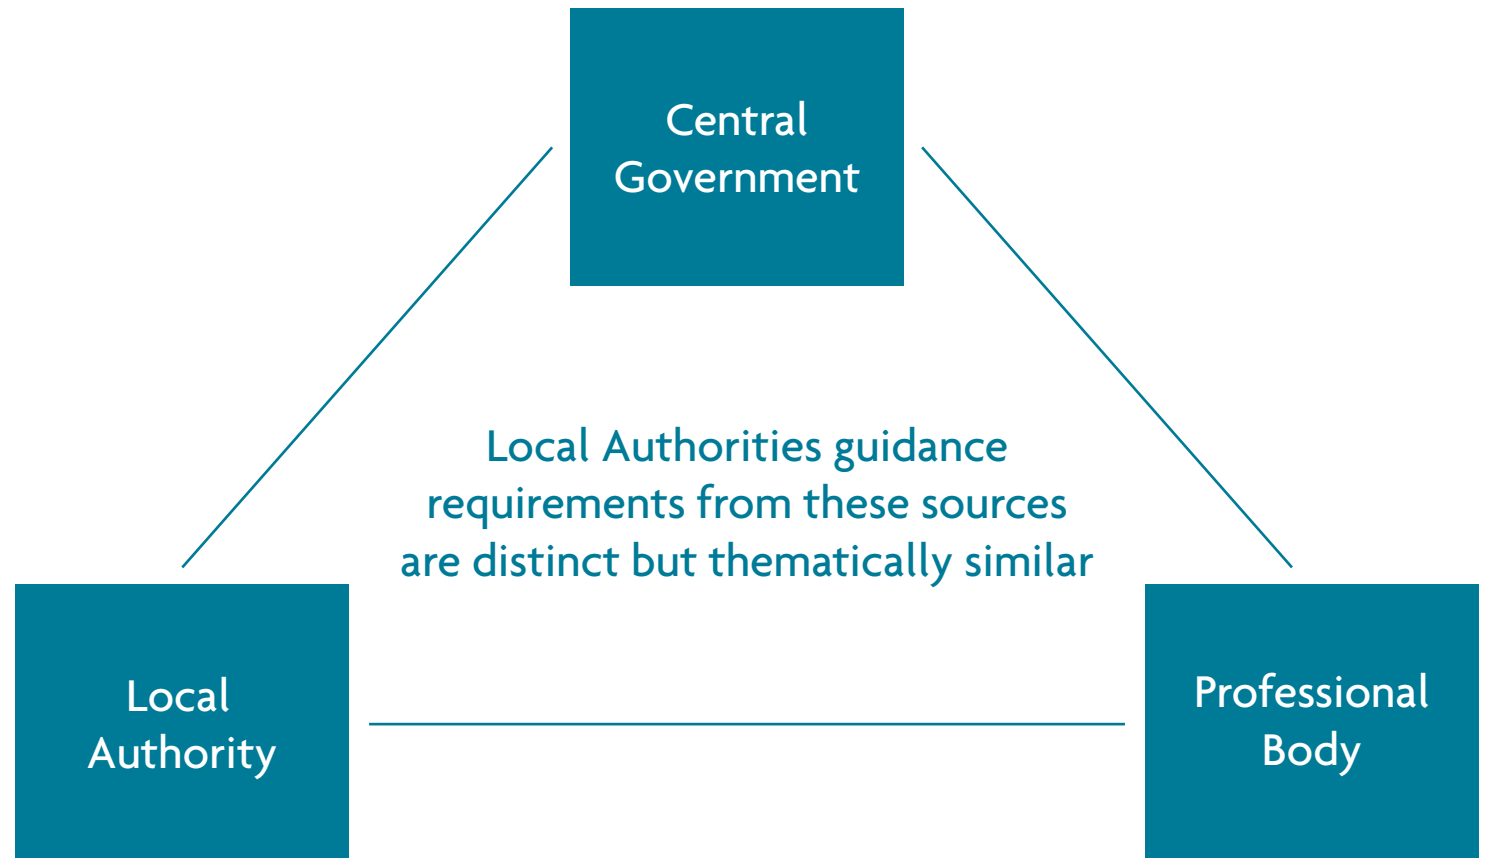 Central
Government
Local Authorities guidance
requirements from these sources
are distinct but thematically similar
Local
Authority
Professional
Body